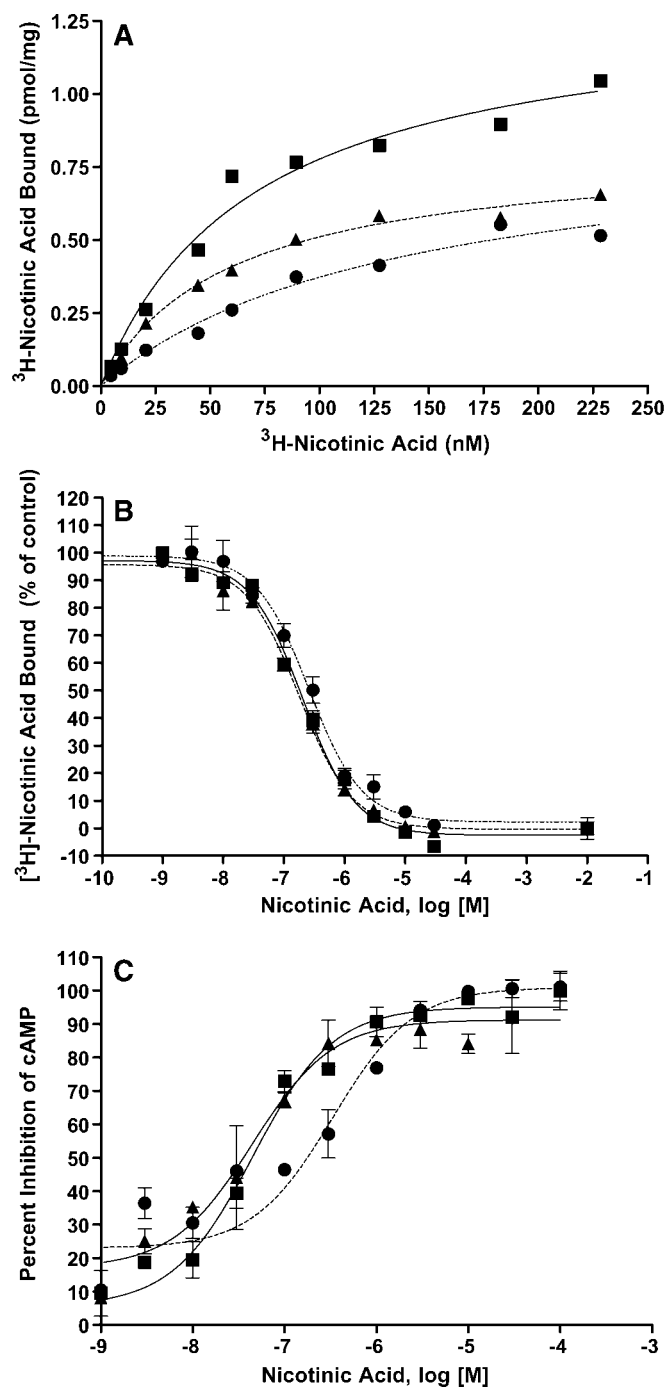 A
³H-Nicotinic Acid Bound (pmol/mg)
1.25
1.00
0.75
0.50
0.25
0.00
0 25 50 75 100 125 150 175 200 225 250
³H-Nicotinic Acid (nM)
B
[³H]-Nicotinic Acid Bound (% of control)
120
110
100
90
80
70
60
50
40
30
20
10
0
-10
-10 -9 -8 -7 -6 -5 -4 -3 -2 -1
Nicotinic Acid, log [M]
C
Percent Inhibition of cAMP
110
100
90
80
70
60
50
40
30
20
10
0
-9 -8 -7 -6 -5 -4 -3
Nicotinic Acid, log [M]